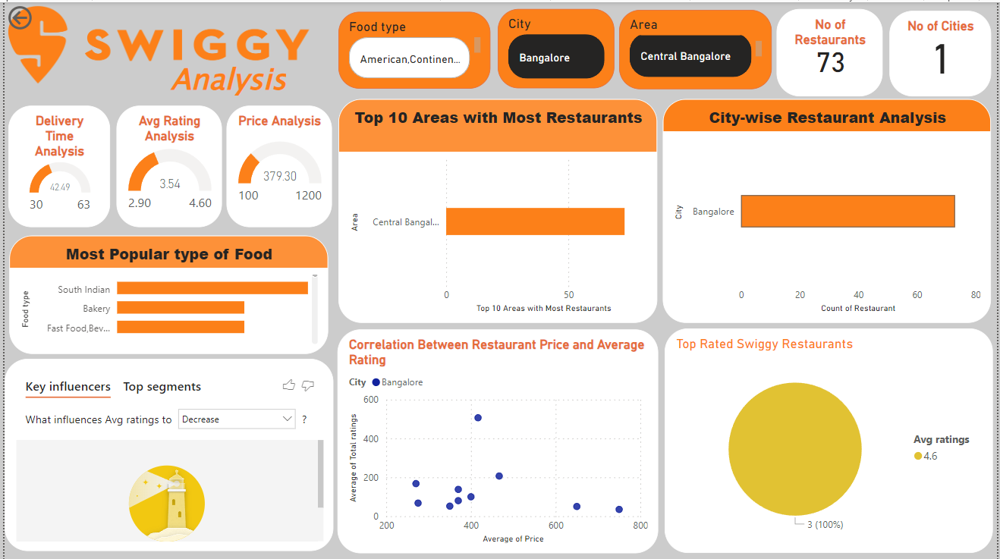 SWIGGY
Analysis
Food type
American,Continen...
City
Bangalore
Area
Central Bangalore
No of
Restaurants
73
No of Cities
1
Delivery
Time
Analysis
42.49
30
63
Avg Rating
Analysis
3.54
2.90
4.60
Price Analysis
379.30
100
1200
Top 10 Areas with Most Restaurants
Area
Central Bangal...
0
50
Top 10 Areas with Most Restaurants
City-wise Restaurant Analysis
City
Bangalore
0
20
40
60
80
Count of Restaurant
Most Popular type of Food
Food type
South Indian
Bakery
Fast Food,Bev...
Key influencers
Top segments
What influences Avg ratings to
Decrease
?
Correlation Between Restaurant Price and Average
Rating
City
Bangalore
Average of Total ratings
600
400
200
0
200
400
600
800
Average of Price
Top Rated Swiggy Restaurants
3 (100%)
Avg ratings
4.6